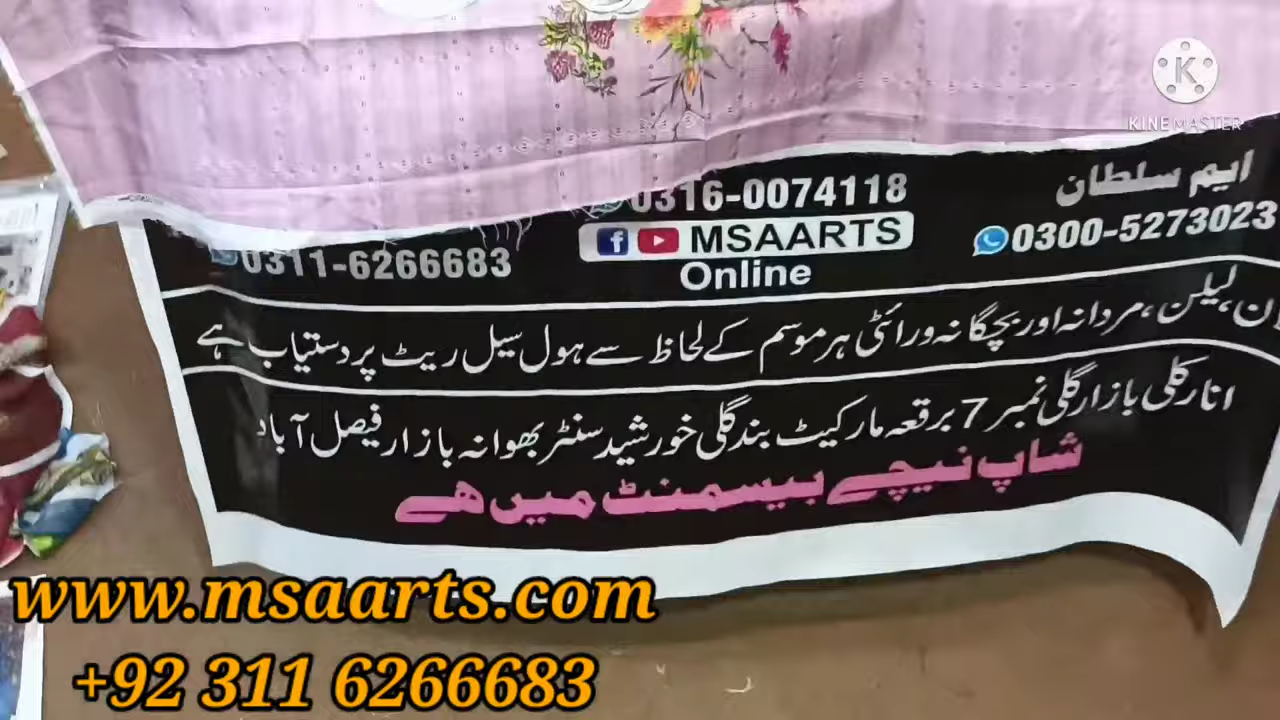 K
KINEMASTER
ایم سلطان
0316-0074118
0300-5273023
MSAARTS
Online
0311-6266683
لیلن، مردانہ اور بچگانہ ورائٹی ہر موسم کے لحاظ سے ہول سیل ریٹ پر دستیاب ہے
انارکلی بازار گلی نمبر 7 برقعہ مارکیٹ بند گلی خورشید سنٹر بھوانہ بازار فیصل آباد
شاپ نیچے بیسمنٹ میں ھے
www.msaarts.com
+92 311 6266683